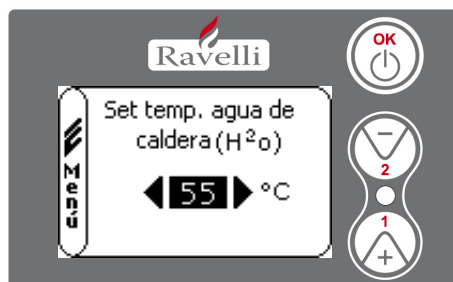 Ravelli
OK
Set temp. agua de
caldera (H²o)
Menú
55 °C
−
2
1
+